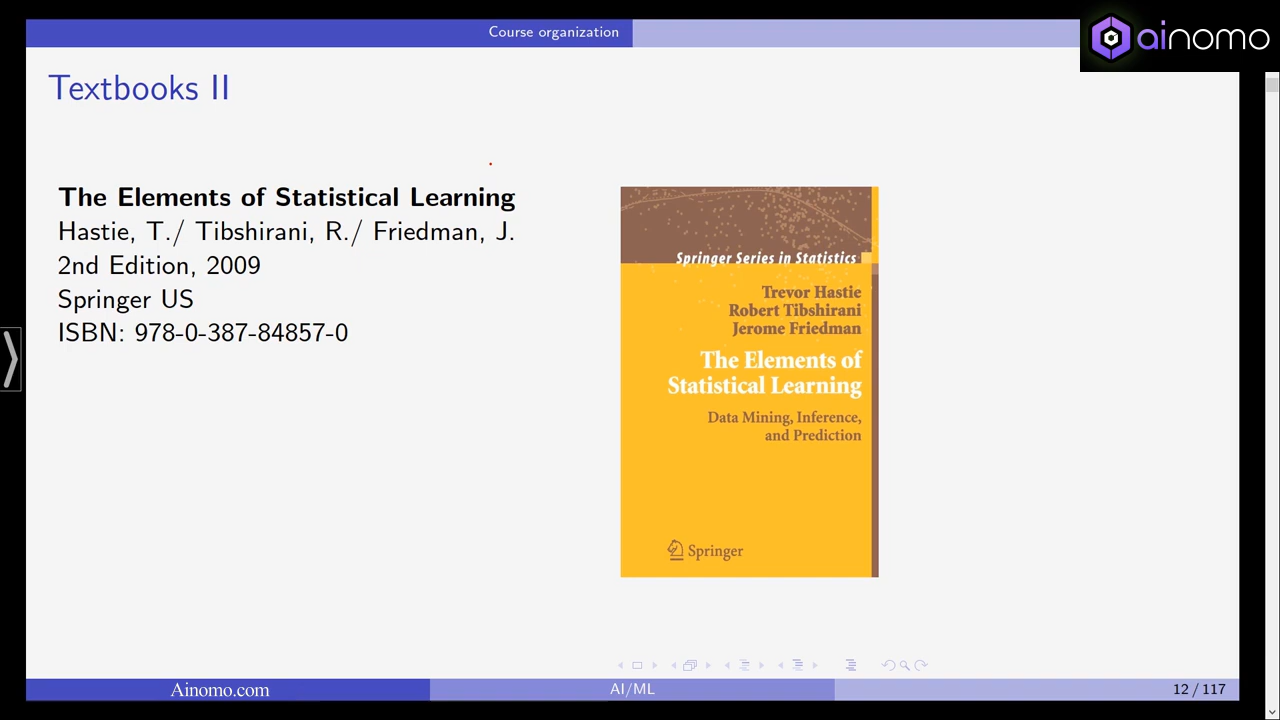 Course organization
ainomo
Textbooks II
The Elements of Statistical Learning
Hastie, T./ Tibshirani, R./ Friedman, J.
2nd Edition, 2009
Springer US
ISBN: 978-0-387-84857-0
Springer Series in Statistics
Trevor Hastie
Robert Tibshirani
Jerome Friedman
The Elements of
Statistical Learning
Data Mining, Inference,
and Prediction
Springer
Ainomo.com
AI/ML
12 / 117